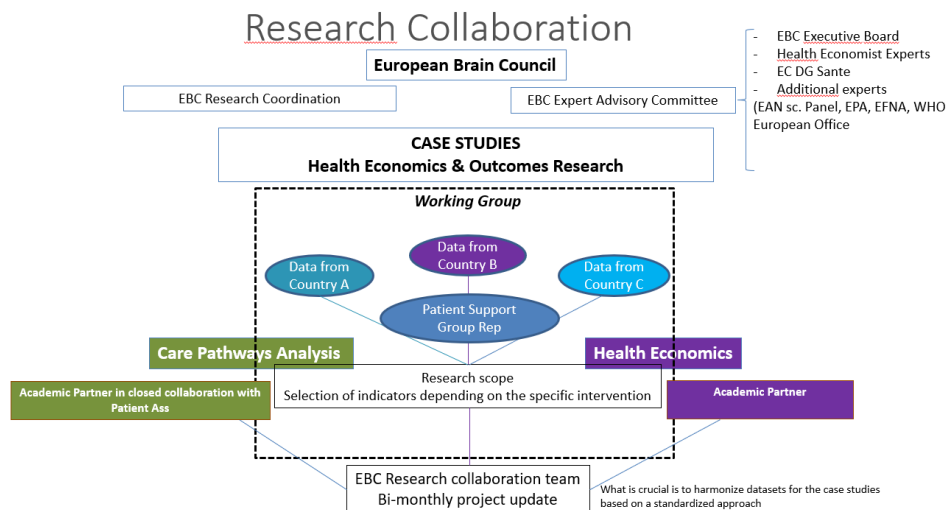 Research Collaboration
European Brain Council
- EBC Executive Board
- Health Economist Experts
- EC DG Sante
- Additional experts
(EAN sc. Panel, EPA, EFNA, WHO
European Office
EBC Research Coordination
EBC Expert Advisory Committee
CASE STUDIES
Health Economics & Outcomes Research
Working Group
Data from
Country A
Data from
Country B
Data from
Country C
Patient Support
Group Rep
Care Pathways Analysis
Health Economics
Research scope
Selection of indicators depending on the specific intervention
Academic Partner in closed collaboration with
Patient Ass
Academic Partner
EBC Research collaboration team
Bi-monthly project update
What is crucial is to harmonize datasets for the case studies
based on a standardized approach